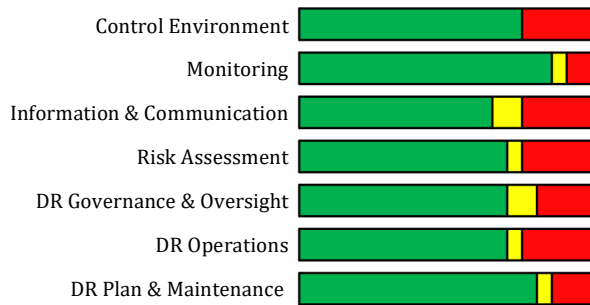 Control Environment
Monitoring
Information & Communication
Risk Assessment
DR Governance & Oversight
DR Operations
DR Plan & Maintenance